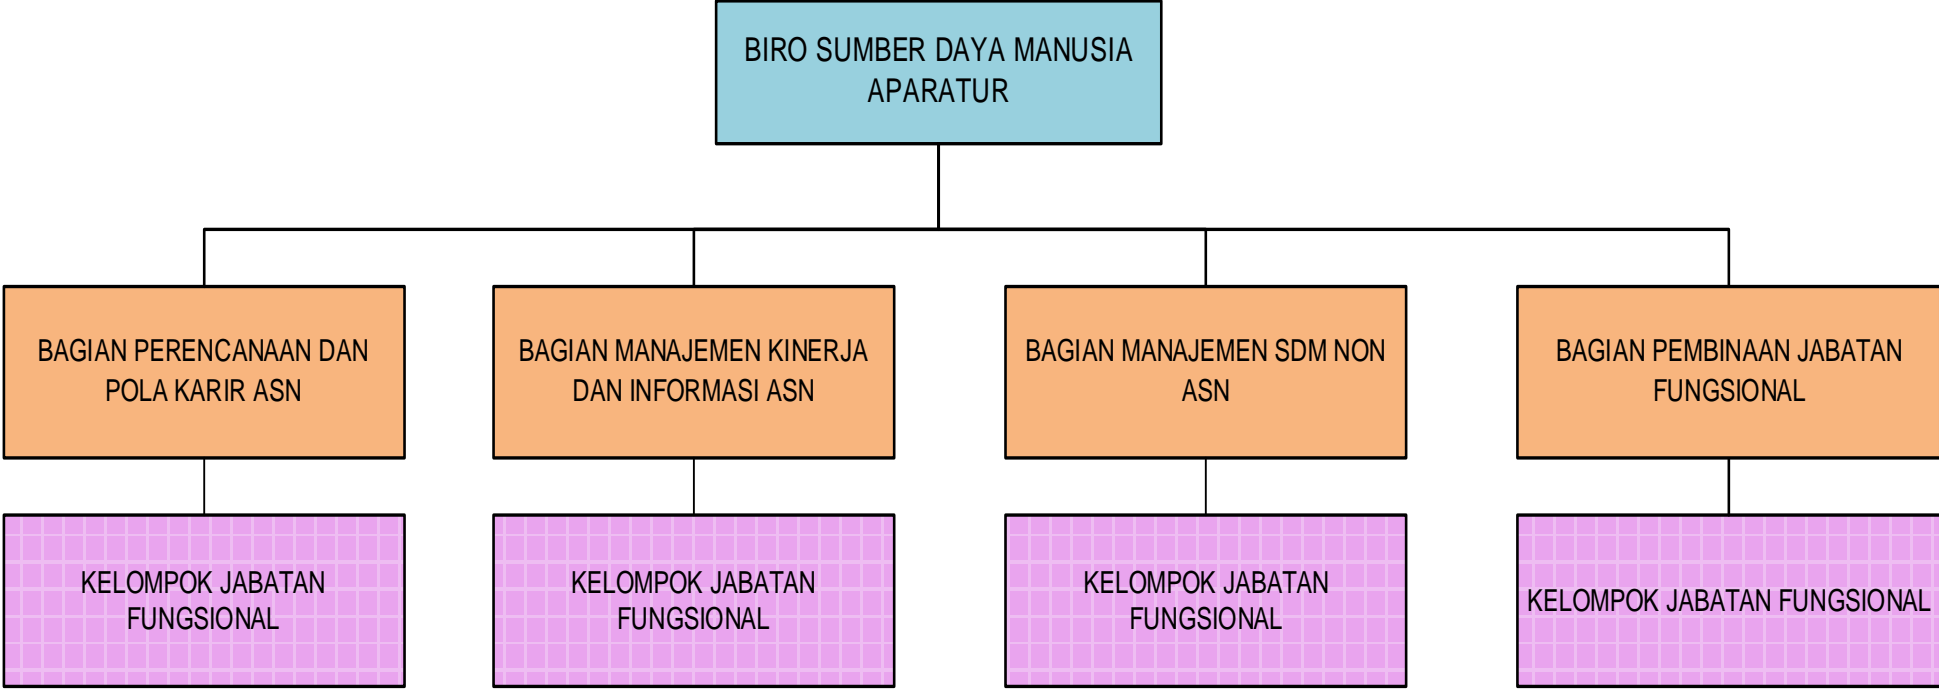 BIRO SUMBER DAYA MANUSIA
APARATUR
BAGIAN PERENCANAAN DAN
POLA KARIR ASN
BAGIAN MANAJEMEN KINERJA
DAN INFORMASI ASN
BAGIAN MANAJEMEN SDM NON
ASN
BAGIAN PEMBINAAN JABATAN
FUNGSIONAL
KELOMPOK JABATAN
FUNGSIONAL
KELOMPOK JABATAN
FUNGSIONAL
KELOMPOK JABATAN
FUNGSIONAL
KELOMPOK JABATAN FUNGSIONAL